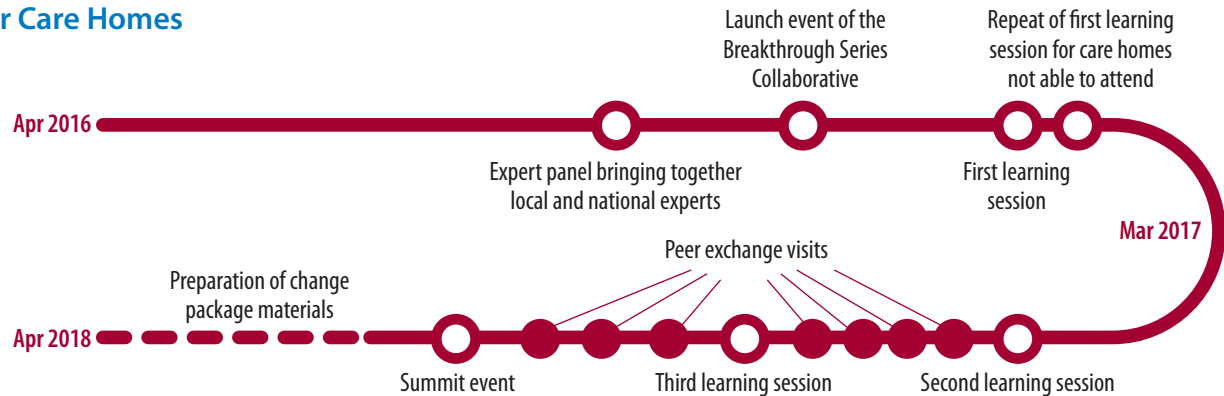 r Care Homes
Launch event of the
Breakthrough Series
Collaborative
Repeat of first learning
session for care homes
not able to attend
Apr 2016
Expert panel bringing together
local and national experts
First learning
session
Mar 2017
Peer exchange visits
Preparation of change
package materials
Apr 2018
Summit event
Third learning session
Second learning session